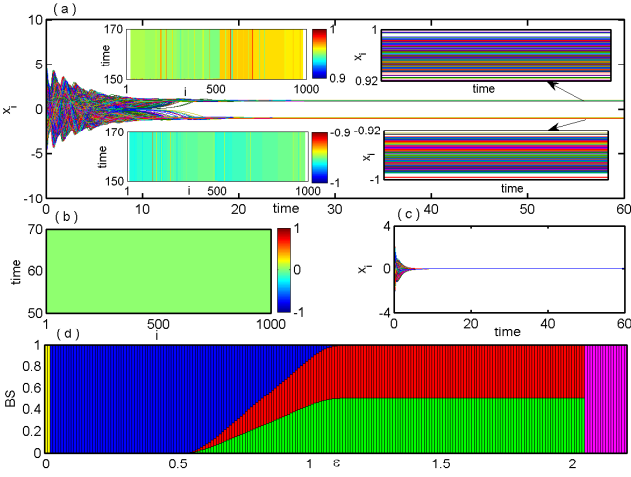 ( a )
10
5
0
-5
-10
x_i
0
10
20
30
40
50
60
time
170
150
time
1
i
500
1000
1
0.9
170
150
time
1
i
500
1000
-0.9
-1
1
0.92
x_i
time
-0.92
-1
x_i
time
( b )
70
60
50
time
1
500
1000
i
1
0
-1
( c )
4
0
-4
x_i
0
20
40
60
time
( d )
1
0.8
0.6
0.4
0.2
0
BS
0
0.5
1
ε
1.5
2